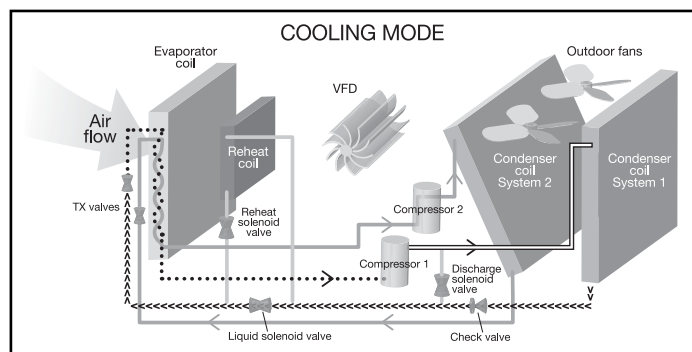 COOLING MODE
Evaporator
coil
Outdoor fans
VFD
Air
flow
Reheat
coil
Condenser
coil
System 2
Condenser
coil
System 1
TX valves
Reheat
solenoid
valve
Compressor 2
Compressor 1
Discharge
solenoid
valve
Liquid solenoid valve
Check valve